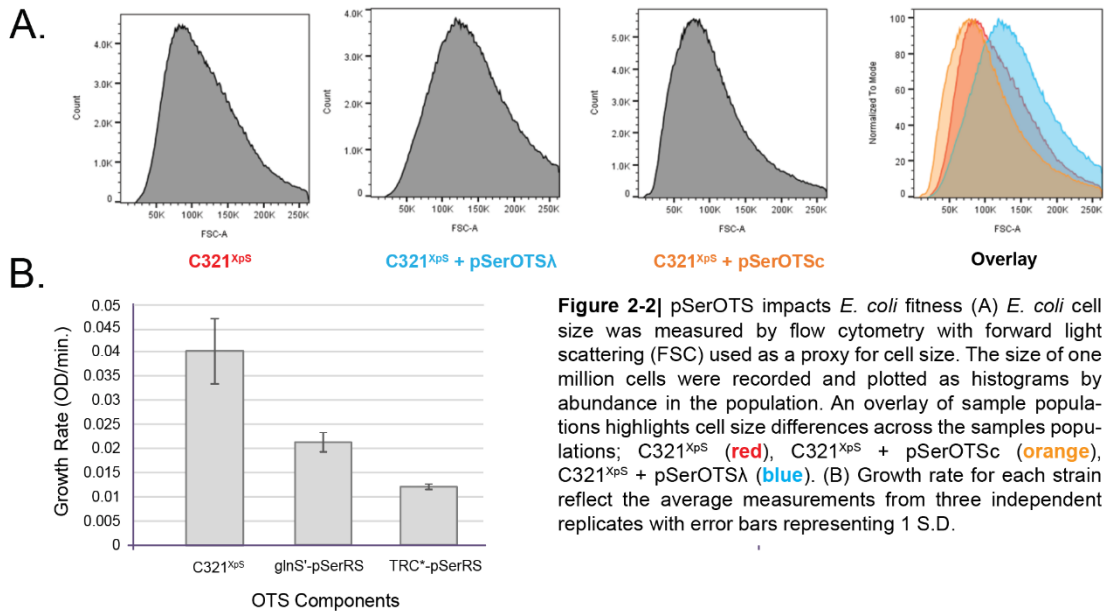 A.
4.0K
3.0K
2.0K
1.0K
0
Count
50K 100K 150K 200K 250K
FSC-A
C321XpS
3.0K
2.0K
1.0K
0
Count
50K 100K 150K 200K 250K
FSC-A
C321XpS + pSerOTSλ
5.0K
4.0K
3.0K
2.0K
1.0K
0
Count
50K 100K 150K 200K 250K
FSC-A
C321XpS + pSerOTSc
100
80
60
40
20
0
Normalized To Mode
50K 100K 150K 200K 250K
FSC-A
Overlay
B.
0.05
0.045
0.04
0.035
0.03
0.025
0.02
0.015
0.01
0.005
0
Growth Rate (OD/min.)
C321XpS glnS'-pSerRS TRC*-pSerRS
OTS Components
Figure 2-2| pSerOTS impacts E. coli fitness (A) E. coli cell
size was measured by flow cytometry with forward light
scattering (FSC) used as a proxy for cell size. The size of one
million cells were recorded and plotted as histograms by
abundance in the population. An overlay of sample popula-
tions highlights cell size differences across the samples pou-
lations; C321XpS (red), C321XpS + pSerOTSc (orange),
C321XpS + pSerOTSλ (blue). (B) Growth rate for each strain
reflect the average measurements from three independent
replicates with error bars representing 1 S.D.